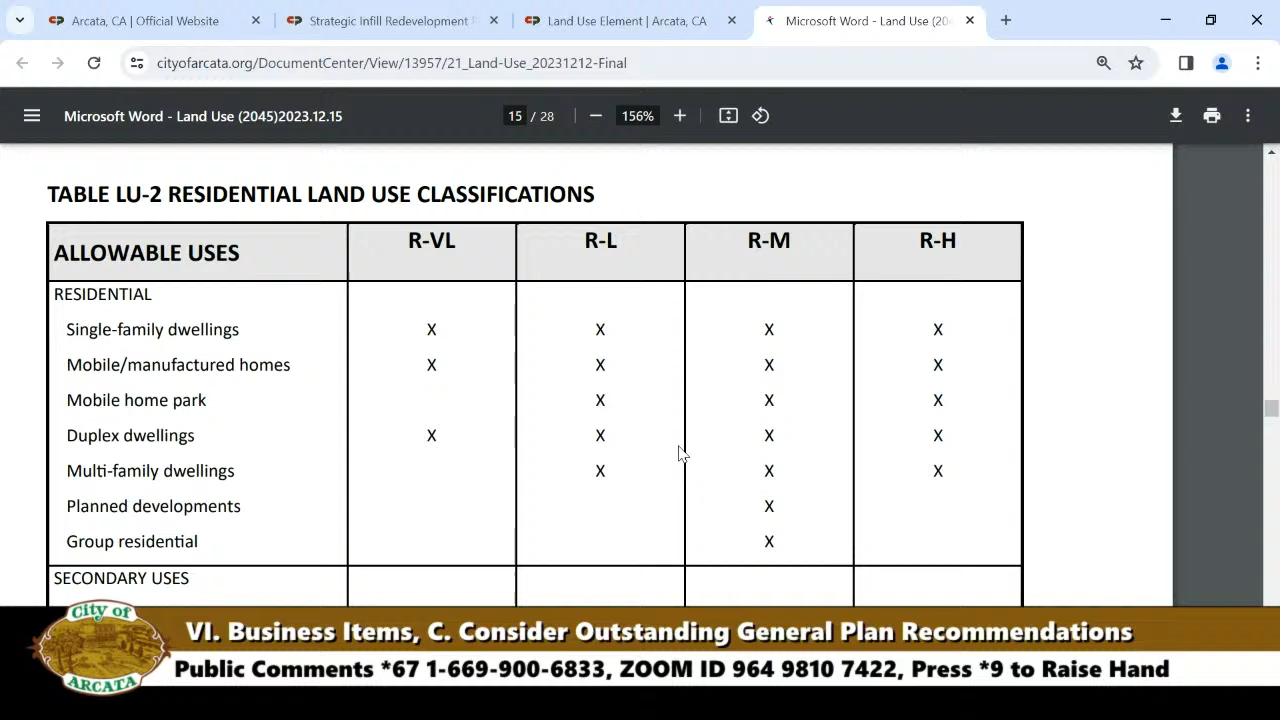 Arcata, CA | Official Website
Strategic Infill Redevelopment
Land Use Element | Arcata, CA
Microsoft Word - Land Use (20
cityofarcata.org/DocumentCenter/View/13957/21_Land-Use_20231212-Final
Microsoft Word - Land Use (2045)2023.12.15
15 / 28
156%
TABLE LU-2 RESIDENTIAL LAND USE CLASSIFICATIONS
ALLOWABLE USES R-VL R-L R-M R-H
RESIDENTIAL
Single-family dwellings X X X X
Mobile/manufactured homes X X X X
Mobile home park X X X
Duplex dwellings X X X X
Multi-family dwellings X X X
Planned developments X
Group residential X
SECONDARY USES
City of
ARCATA
VI. Business Items, C. Consider Outstanding General Plan Recommendations
Public Comments *67 1-669-900-6833, ZOOM ID 964 9810 7422, Press *9 to Raise Hand